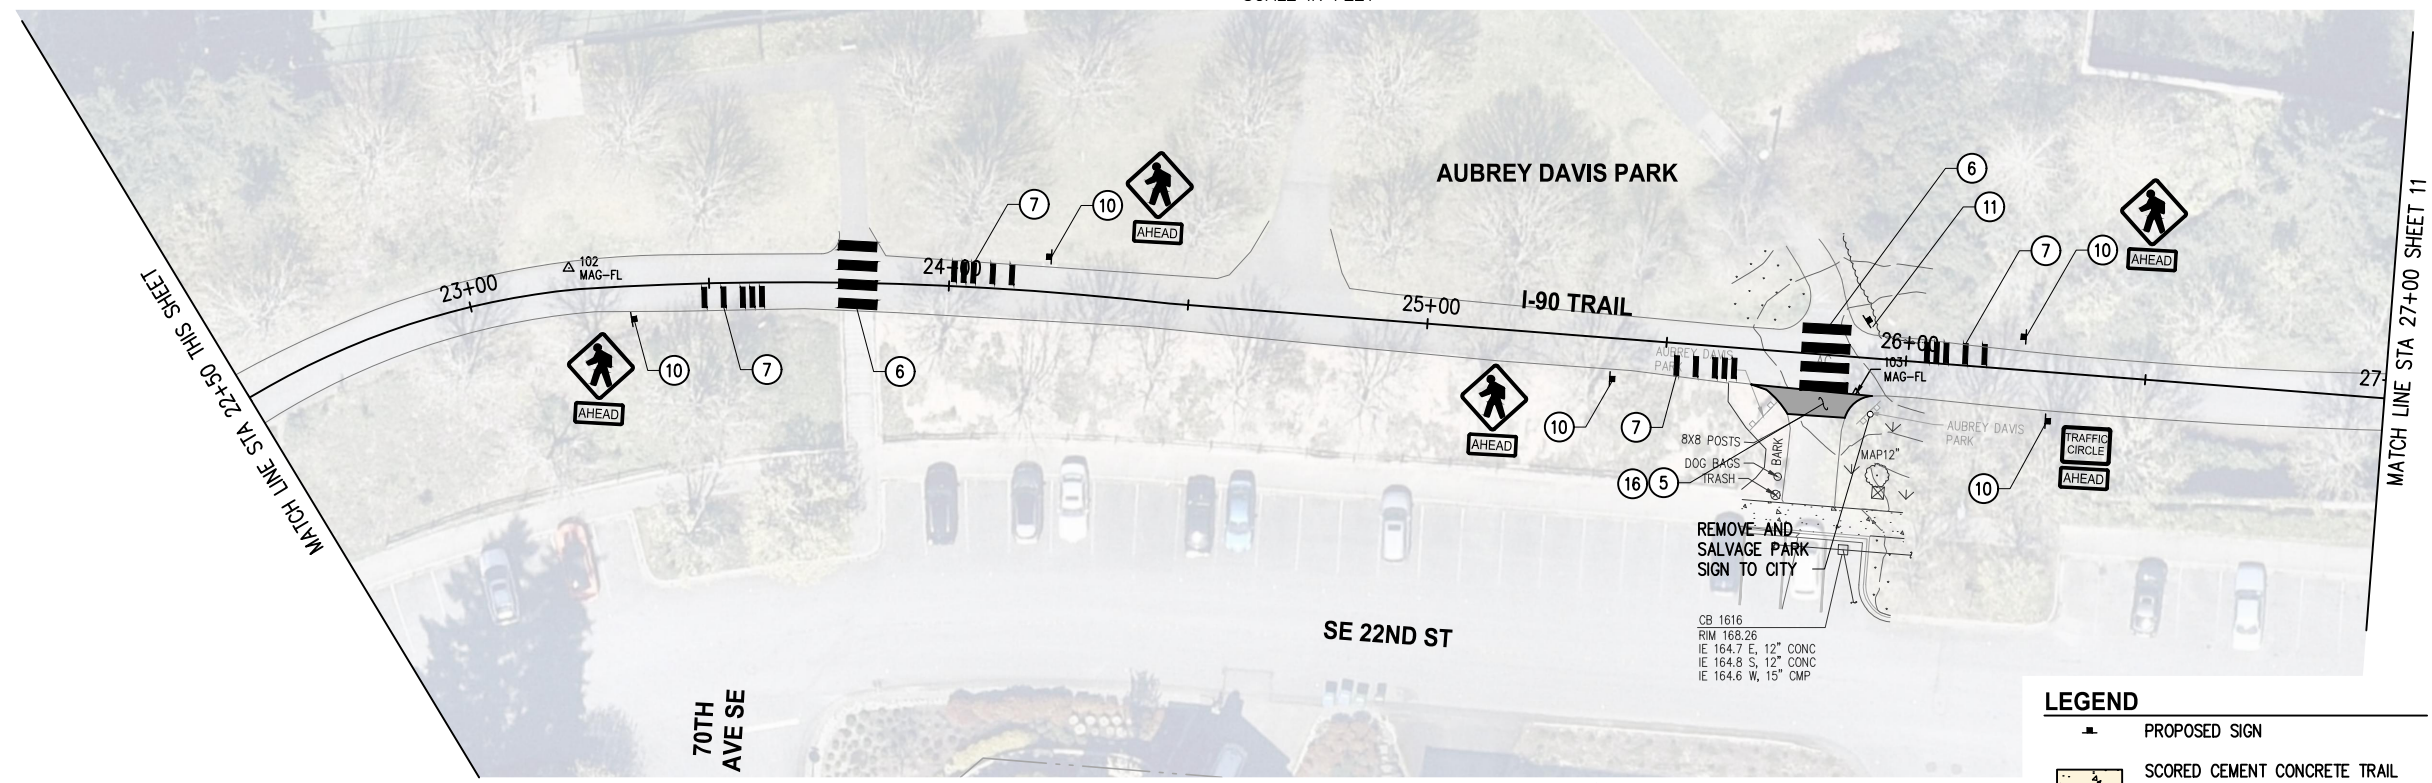 AUBREY DAVIS PARK
6
11
7
10
AHEAD
7
10
AHEAD
102
MAG-FL
23+00
24+00
25+00
I-90 TRAIL
26+00
103
MAG-FL
AC
27
MATCH LINE STA 22+50 THIS SHEET
MATCH LINE STA 27+00 SHEET 11
AHEAD
10
7
6
AHEAD
10
7
AUBREY DAVIS
PARK
AUBREY DAVIS
PARK
TRAFFIC
CIRCLE
AHEAD
10
8X8 POSTS
DOG BAGS
TRASH
BARK
MAP12"
16
5
REMOVE AND
SALVAGE PARK
SIGN TO CITY
CB 1616
RIM 168.26
IE 164.7 E, 12" CONC
IE 164.8 S, 12" CONC
IE 164.6 W, 15" CMP
SE 22ND ST
70TH
AVE SE
LEGEND
PROPOSED SIGN
SCORED CEMENT CONCRETE TRAIL